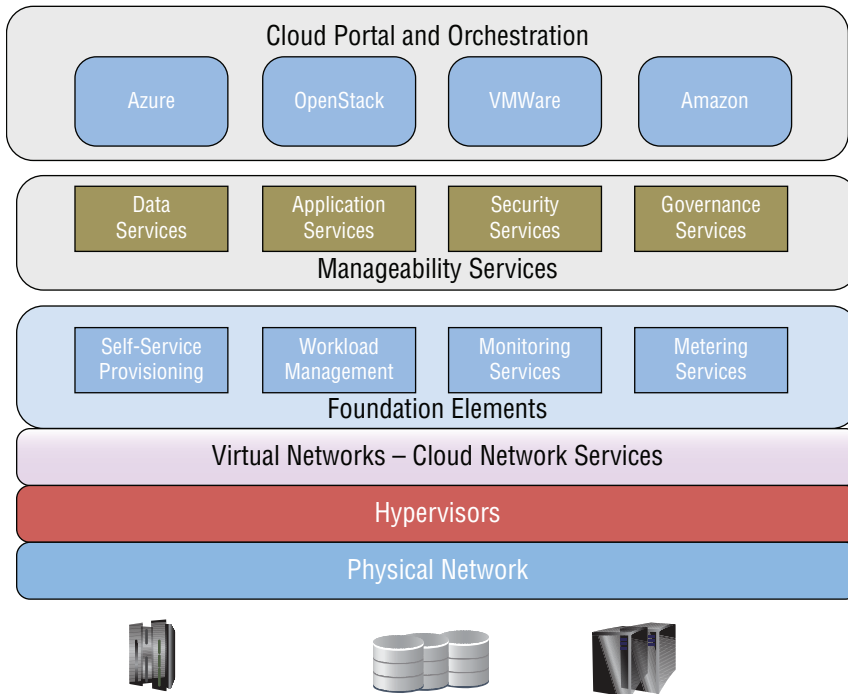 Cloud Portal and Orchestration
Azure
OpenStack
VMWare
Amazon
Data
Services
Application
Services
Security
Services
Governance
Services
Manageability Services
Self-Service
Provisioning
Workload
Management
Monitoring
Services
Metering
Services
Foundation Elements
Virtual Networks – Cloud Network Services
Hypervisors
Physical Network